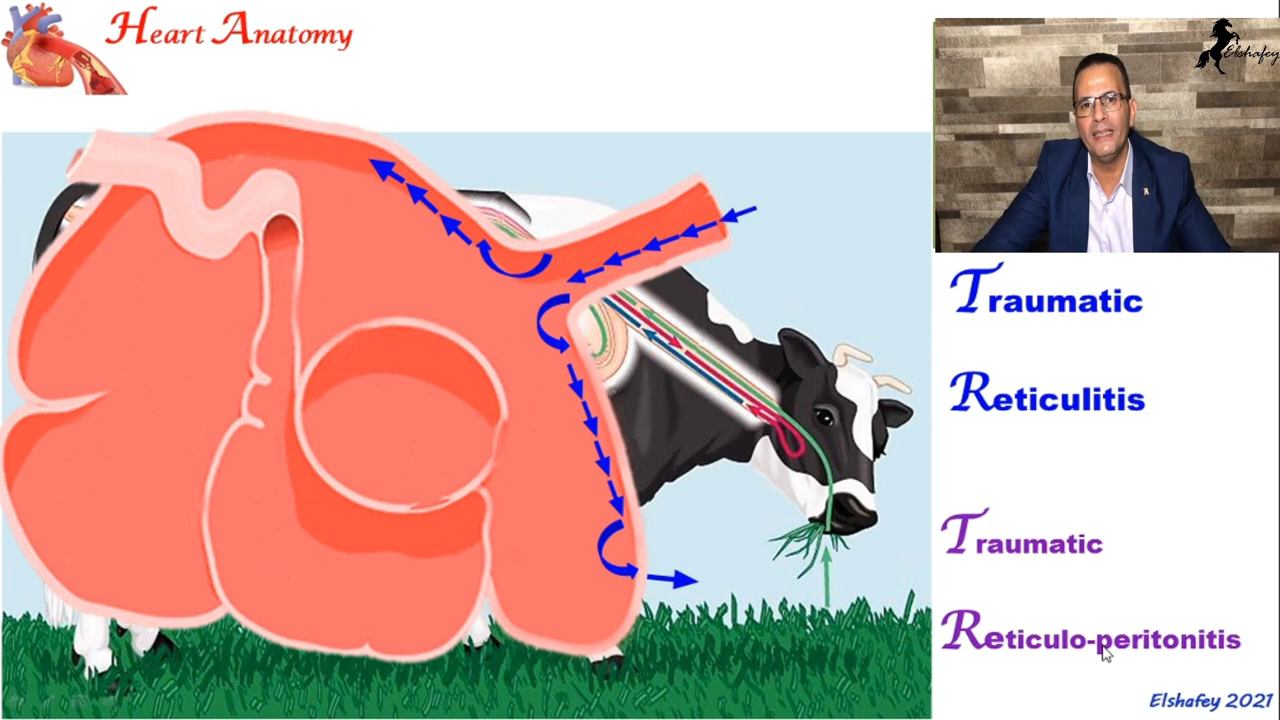 Heart Anatomy
Elshafey
Traumatic
Reticulitis
Traumatic
Reticulo-peritonitis
Elshafey 2021